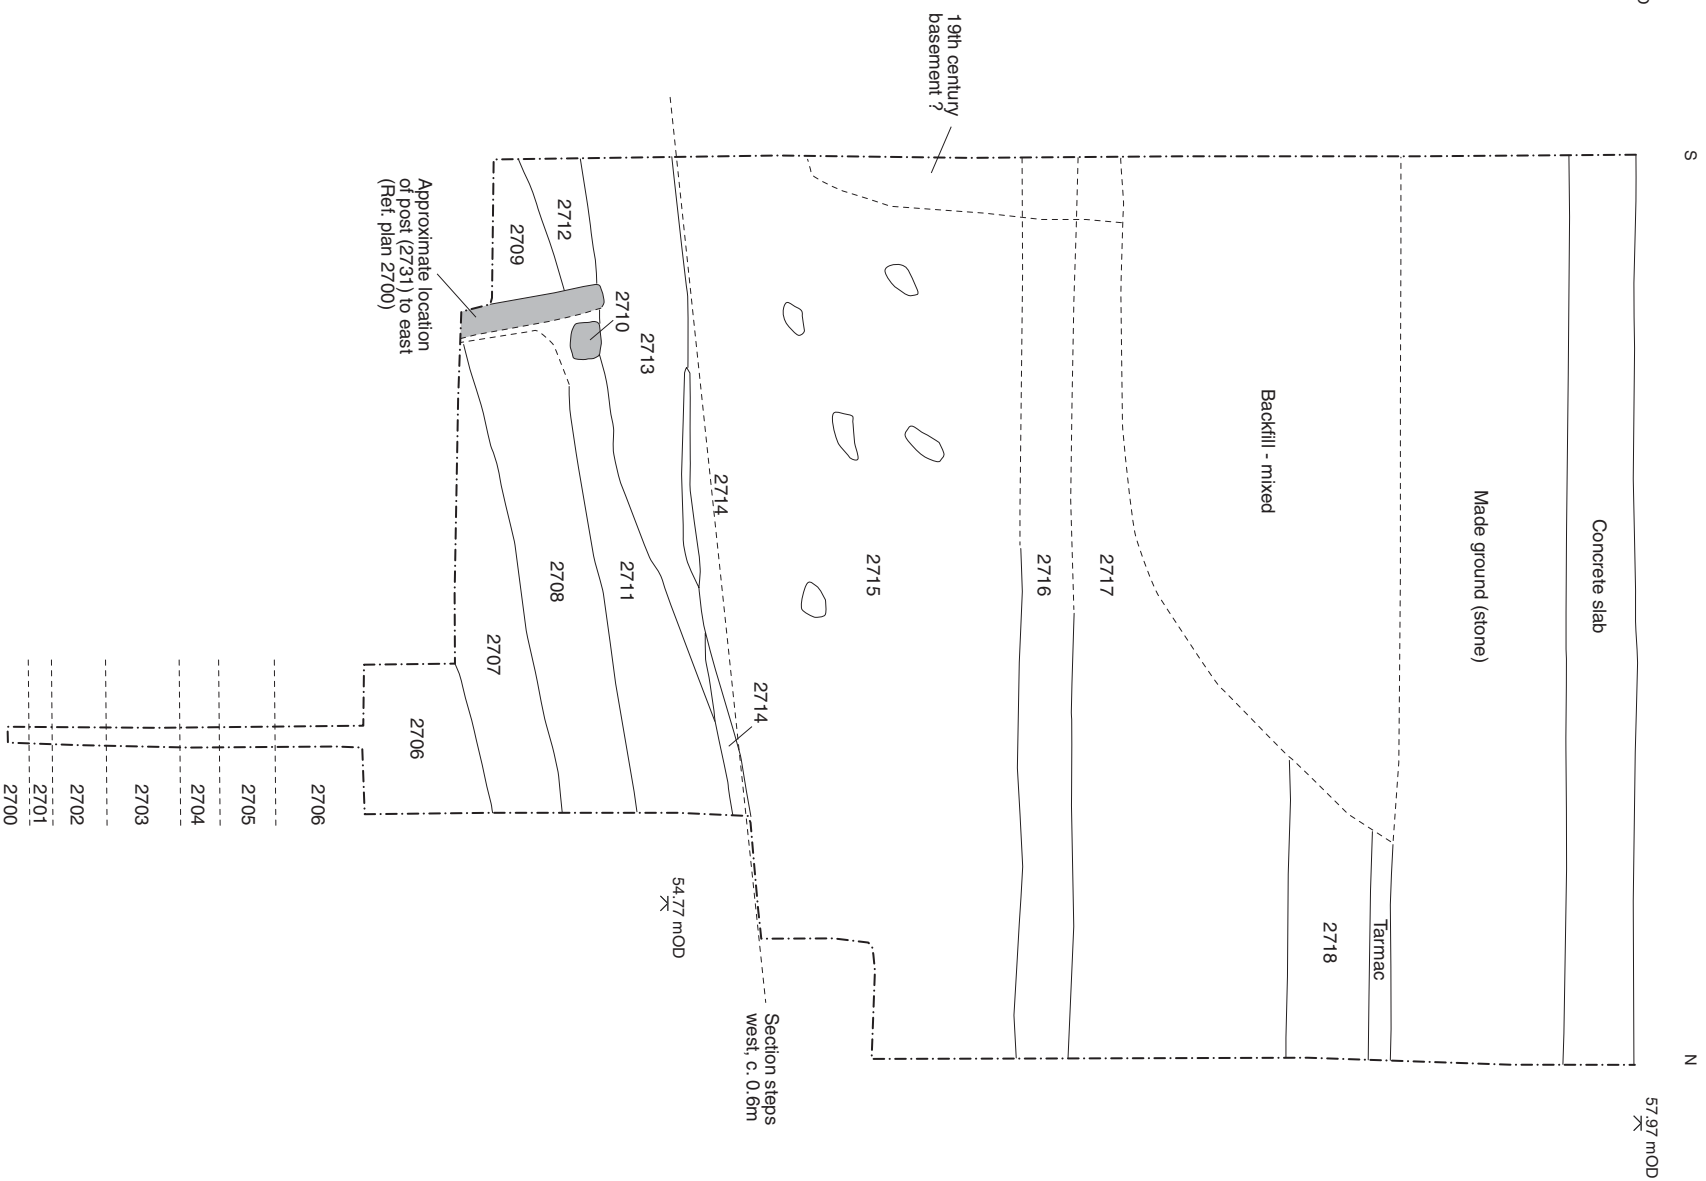 S
N
57.97 mOD
Concrete slab
Made ground (stone)
Tarmac
Backfill - mixed
2718
2717
2716
19th century
basement ?
2715
Section steps
west, c. 0.6m
2714
2714
54.77 mOD
2713
2710
2711
2712
2708
2709
2707
Approximate location
of post (2731) to east
(Ref. plan 2700)
2706
2706
2705
2704
2703
2702
2701
2700